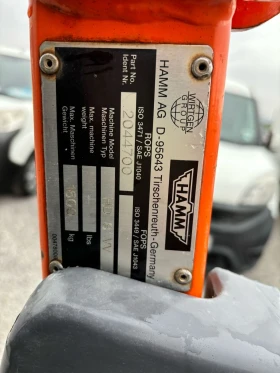 WIRTGEN
GROUP
HAMM
HAMM AG D-95643 Tirschenreuth-Germany
ROPS
ISO 3471 / SAE J1040
FOPS
ISO 3449 / SAE J1043
Part No.
Ident Nr.
2044700
Machine Model
Maschinen Typ
Max. machine
weight
lbs
Max. Maschinen
Gewicht
kg